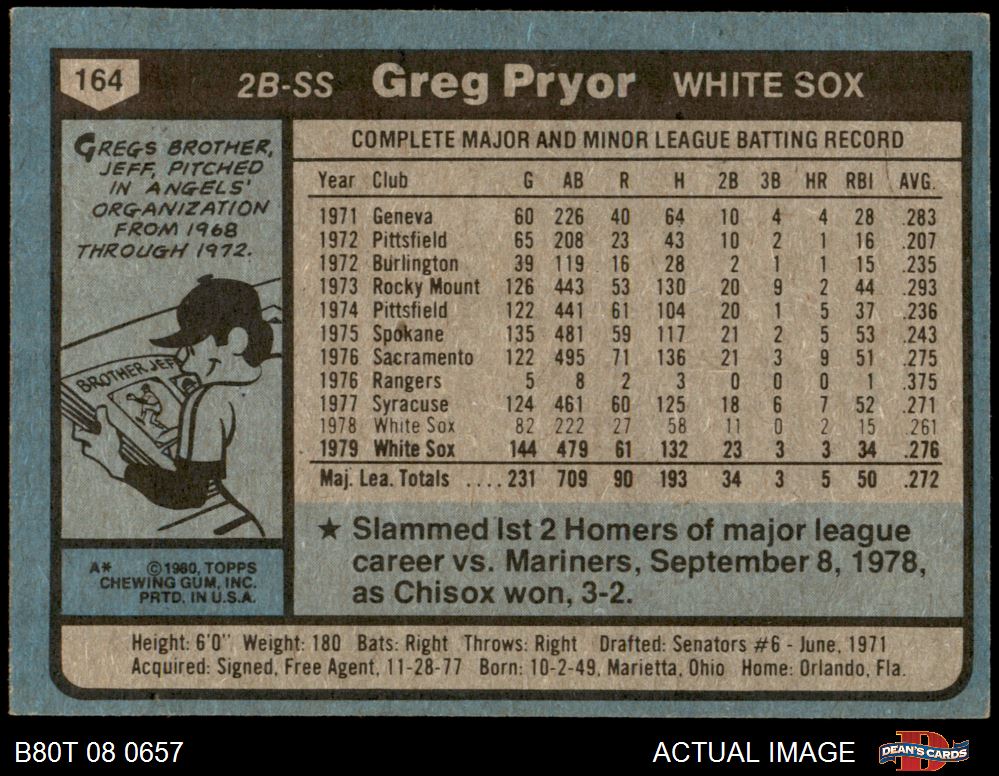 164 2B-SS Greg Pryor WHITE SOX
GREGS BROTHER,
JEFF, PITCHED
IN ANGELS'
ORGANIZATION
FROM 1968
THROUGH 1972.
BROTHER JEF
A* ©1980, TOPPS
CHEWING GUM, INC.
PRTD. IN U.S.A.
COMPLETE MAJOR AND MINOR LEAGUE BATTING RECORD
Year Club G AB R H 2B 3B HR RBI AVG.
1971 Geneva 60 226 40 64 10 4 4 28 .283
1972 Pittsfield 65 208 23 43 10 2 1 16 .207
1972 Burlington 39 119 16 28 2 1 1 15 .235
1973 Rocky Mount 126 443 53 130 20 9 2 44 .293
1974 Pittsfield 122 441 61 104 20 1 5 37 .236
1975 Spokane 135 481 59 117 21 2 5 53 .243
1976 Sacramento 122 495 71 136 21 3 9 51 .275
1976 Rangers 5 8 2 3 0 0 0 1 .375
1977 Syracuse 124 461 60 125 18 6 7 52 .271
1978 White Sox 82 222 27 58 11 0 2 15 .261
1979 White Sox 144 479 61 132 23 3 3 34 .276
Maj. Lea. Totals ....231 709 90 193 34 3 5 50 .272
★ Slammed Ist 2 Homers of major league
career vs. Mariners, September 8, 1978,
as Chisox won, 3-2.
Height: 6'0" Weight: 180 Bats: Right Throws: Right Drafted: Senators #6 - June, 1971
Acquired: Signed, Free Agent, 11-28-77 Born: 10-2-49, Marietta, Ohio Home: Orlando, Fla.
B80T 08 0657 ACTUAL IMAGE D DEAN'S CARDS